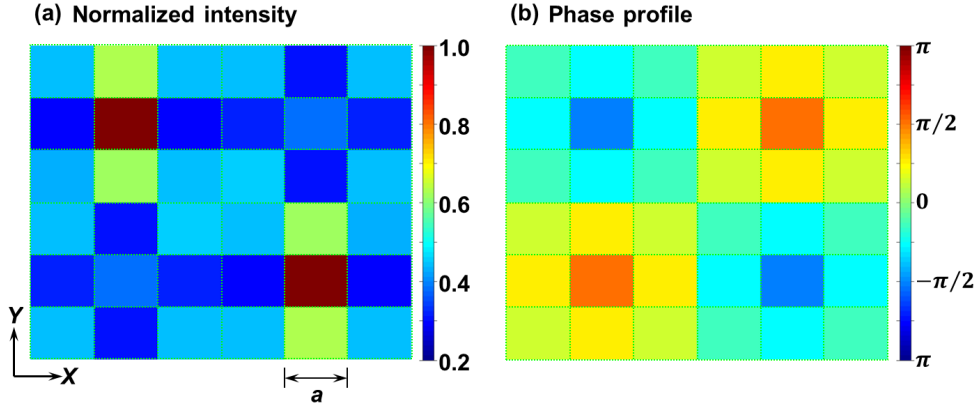 (a) Normalized intensity
(b) Phase profile
1.0
0.8
0.6
0.4
0.2
π
π/2
0
−π/2
π
Y
X
a